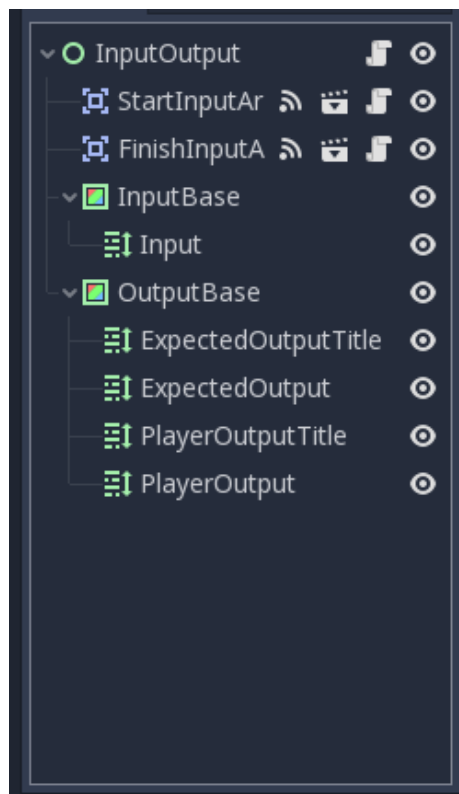 InputOutput
StartInputAr
FinishInputA
InputBase
Input
OutputBase
ExpectedOutputTitle
ExpectedOutput
PlayerOutputTitle
PlayerOutput